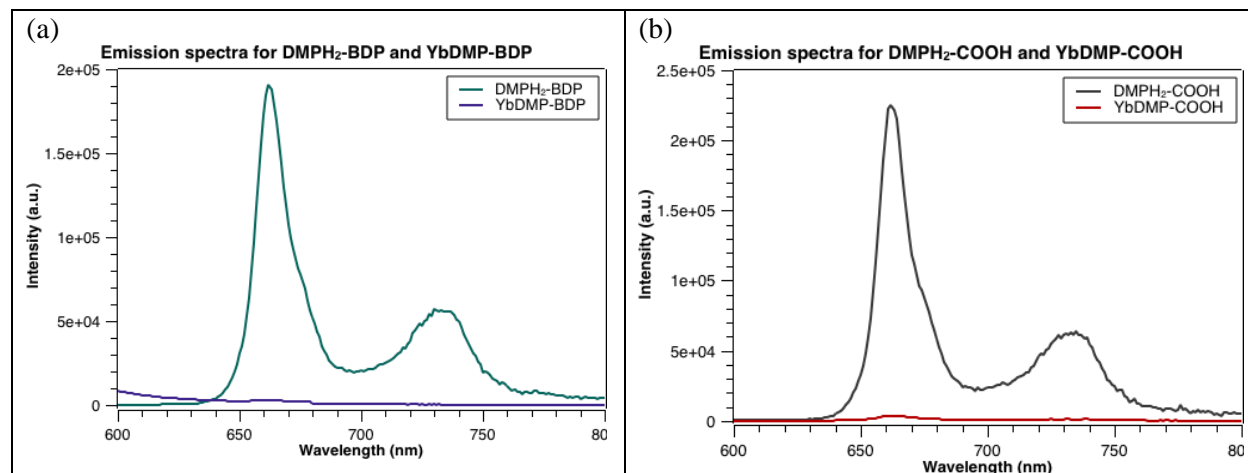 (a)
Emission spectra for DMPH₂-BDP and YbDMP-BDP
2e+05
1.5e+05
1e+05
5e+04
0
Intensity (a.u.)
DMPH₂-BDP
YbDMP-BDP
600
650
700
750
80
Wavelength (nm)
(b)
Emission spectra for DMPH₂-COOH and YbDMP-COOH
2.5e+05
2e+05
1.5e+05
1e+05
5e+04
0
Intensity (a.u.)
DMPH₂-COOH
YbDMP-COOH
600
650
700
750
80
Wavelength (nm)